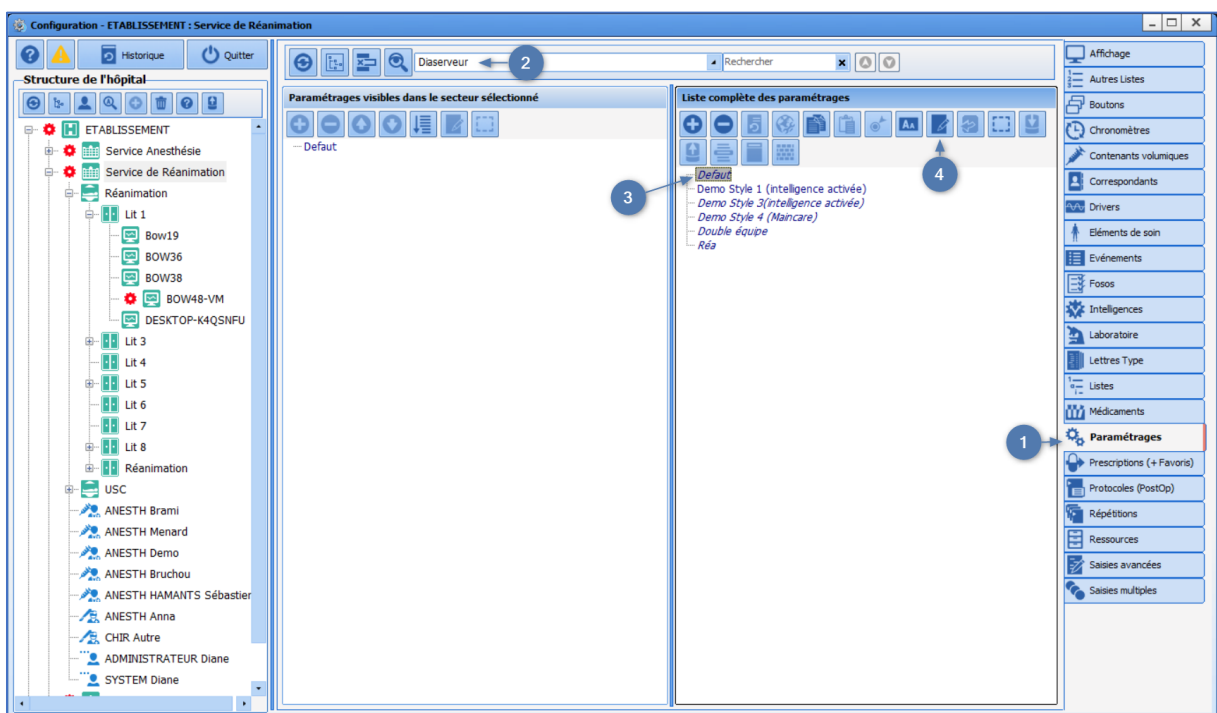 Configuration - ETABLISSEMENT : Service de Réanimation
Historique
Quitter
Structure de l'hôpital
ETABLISSEMENT
Service Anesthésie
Service de Réanimation
Réanimation
Lit 1
Bow19
BOW36
BOW38
BOW48-VM
DESKTOP-K4QSNFU
Lit 3
Lit 4
Lit 5
Lit 6
Lit 7
Lit 8
Réanimation
USC
ANESTH Brami
ANESTH Menard
ANESTH Demo
ANESTH Bruchou
ANESTH HAMANTS Sébastier
ANESTH Anna
CHIR Autre
ADMINISTRATEUR Diane
SYSTEM Diane
Diaserveur
2
Rechercher
Paramétrages visibles dans le secteur sélectionné
Defaut
Liste complète des paramétrages
4
3
Defaut
Demo Style 1 (intelligence activée)
Demo Style 3(intelligence activée)
Demo Style 4 (Maincare)
Double équipe
Réa
1
Affichage
Autres Listes
Boutons
Chronomètres
Contenants volumiques
Correspondants
Drivers
Eléments de soin
Evénements
Fosos
Intelligences
Laboratoire
Lettres Type
Listes
Médicaments
Paramétrages
Prescriptions (+ Favoris)
Protocoles (PostOp)
Répétitions
Ressources
Saisies avancées
Saisies multiples